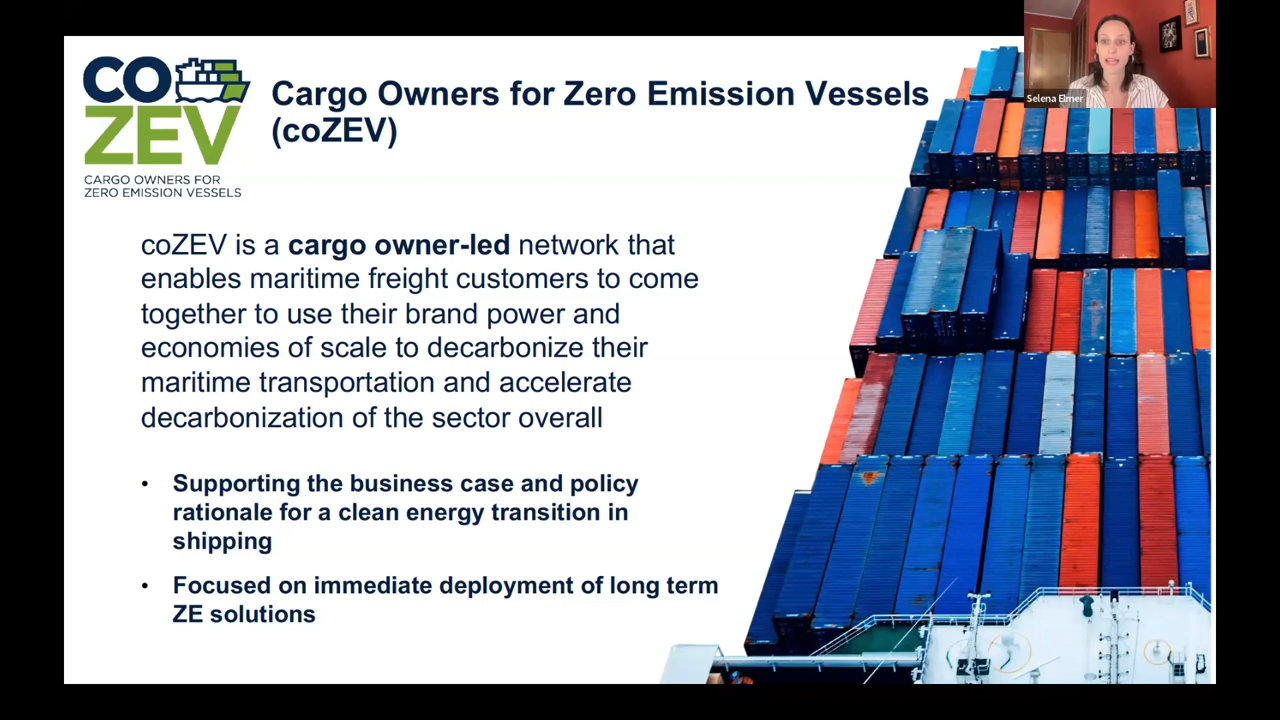 CO
ZEV
CARGO OWNERS FOR
ZERO EMISSION VESSELS
Cargo Owners for Zero Emission Vessels
(coZEV)
Selena Elmer
coZEV is a cargo owner-led network that
enables maritime freight customers to come
together to use their brand power and
economies of scale to decarbonize their
maritime transportation and accelerate
decarbonization of the sector overall
• Supporting the business case and policy
rationale for a clean energy transition in
shipping
• Focused on immediate deployment of long term
ZE solutions